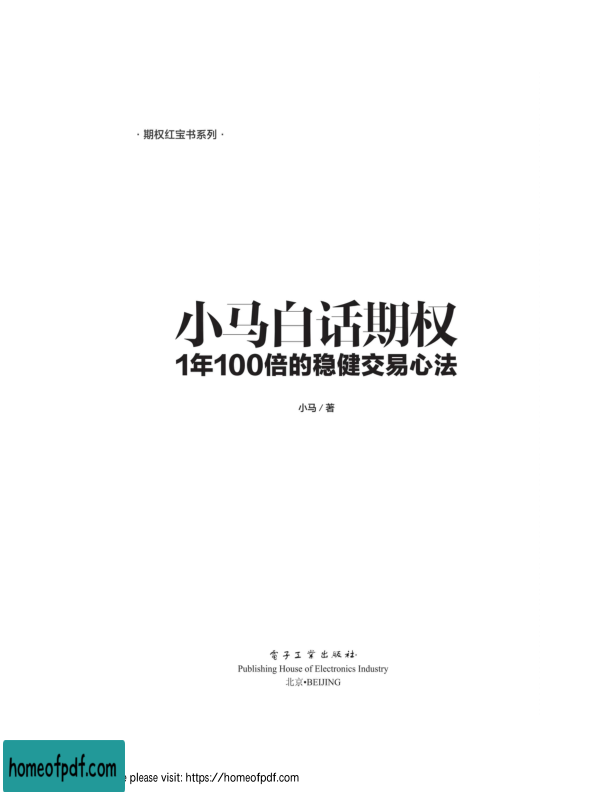 · 期权红宝书系列 ·
小马白话期权
1年100倍的稳健交易心法
小马 / 著
電子工業出版社
Publishing House of Electronics Industry
北京•BEIJING
homeofpdf.com
please visit: https://homeofpdf.com